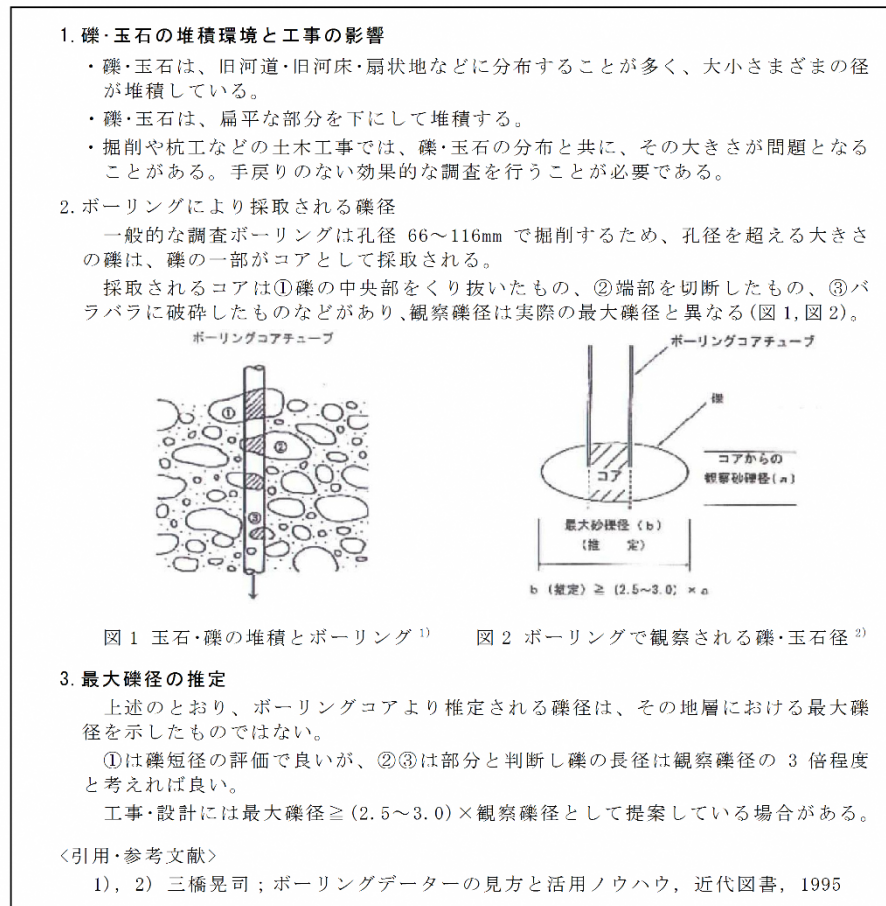 1. 礫・玉石の堆積環境と工事の影響
・礫・玉石は、旧河道・旧河床・扇状地などに分布することが多く、大小さまざまの径
が堆積している。
・礫・玉石は、扁平な部分を下にして堆積する。
・掘削や杭工などの土木工事では、礫・玉石の分布と共に、その大きさが問題となる
ことがある。手戻りのない効果的な調査を行うことが必要である。
2. ボーリングにより採取される礫径
一般的な調査ボーリングは孔径 66～116mm で掘削するため、孔径を超える大きさ
の礫は、礫の一部がコアとして採取される。
採取されるコアは①礫の中央部をくり抜いたもの、②端部を切断したもの、③バ
ラバラに破砕したものなどがあり、観察礫径は実際の最大礫径と異なる(図1,図2)。
ボーリングコアチューブ
①
②
③
ボーリングコアチューブ
礫
コア
コアからの
観察砂礫径(a)
最大砂礫径(b)
(推 定)
b (推定) ≧ (2.5～3.0) × a
図1 玉石・礫の堆積とボーリング 1)
図2 ボーリングで観察される礫・玉石径 2)
3. 最大礫径の推定
上述のとおり、ボーリングコアより推定される礫径は、その地層における最大礫
径を示したものではない。
①は礫短径の評価で良いが、②③は部分と判断し礫の長径は観察礫径の 3 倍程度
と考えれば良い。
工事・設計には最大礫径≧(2.5～3.0)×観察礫径として提案している場合がある。
<引用・参考文献>
1), 2) 三橋晃司；ボーリングデーターの見方と活用ノウハウ, 近代図書, 1995